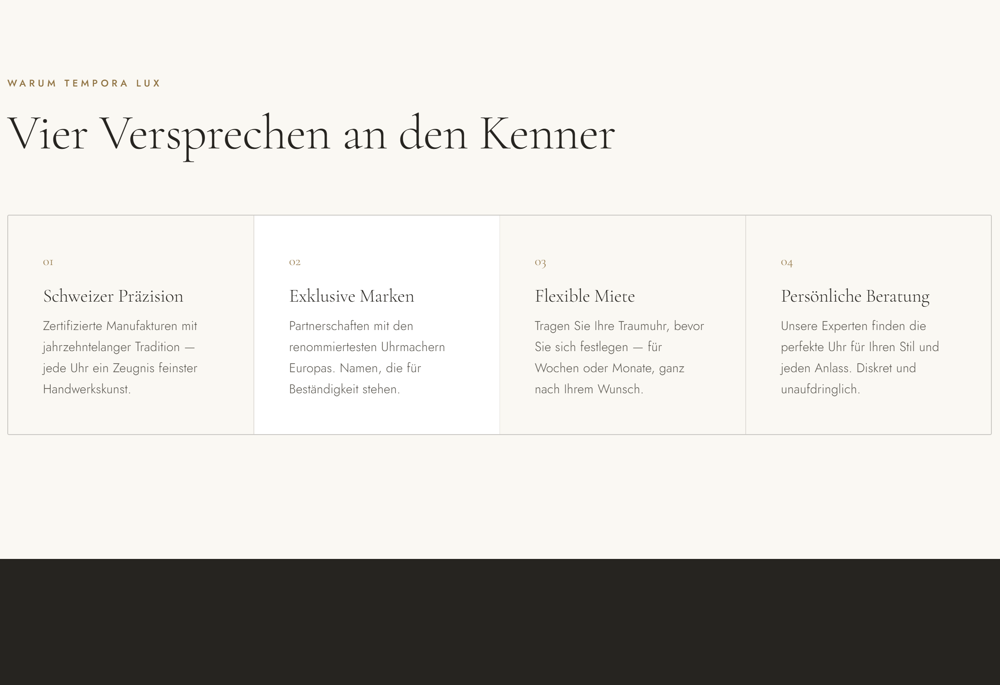 WARUM TEMPORA LUX
Vier Versprechen an den Kenner
01
Schweizer Präzision
Zertifizierte Manufakturen mit
jahrzehntelanger Tradition —
jede Uhr ein Zeugnis feinster
Handwerkskunst.
02
Exklusive Marken
Partnerschaften mit den
renommiertesten Uhrmachern
Europas. Namen, die für
Beständigkeit stehen.
03
Flexible Miete
Tragen Sie Ihre Traumuhr, bevor
Sie sich festlegen — für
Wochen oder Monate, ganz
nach Ihrem Wunsch.
04
Persönliche Beratung
Unsere Experten finden die
perfekte Uhr für Ihren Stil und
jeden Anlass. Diskret und
unaufdringlich.